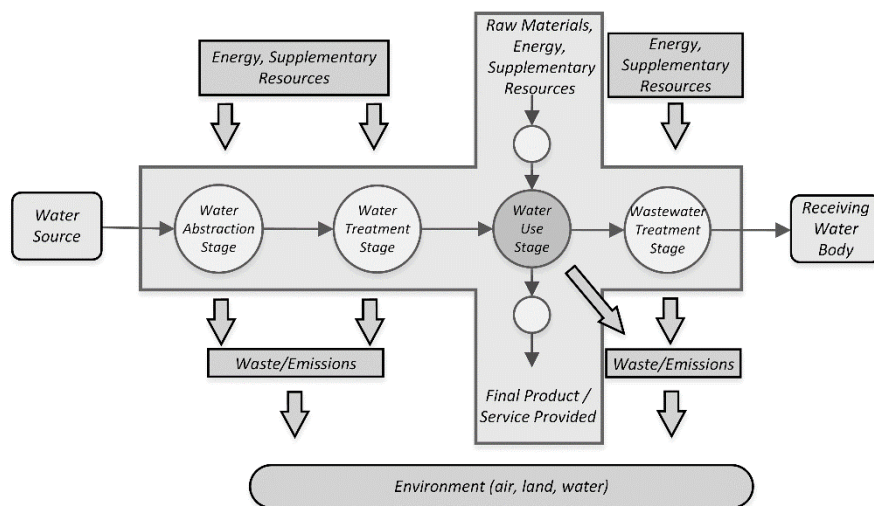 Energy, Supplementary
Resources
Raw Materials,
Energy,
Supplementary
Resources
Energy,
Supplementary
Resources
Water
Source
Water
Abstraction
Stage
Water
Treatment
Stage
Water
Use
Stage
Wastewater
Treatment
Stage
Receiving
Water
Body
Waste/Emissions
Final Product /
Service Provided
Waste/Emissions
Environment (air, land, water)